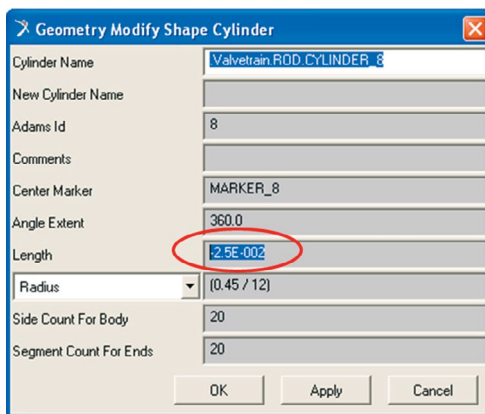 Geometry Modify Shape Cylinder
Cylinder Name Valvetrain.ROD.CYLINDER_8
New Cylinder Name
Adams Id 8
Comments
Center Marker MARKER_8
Angle Extent 360.0
Length -2.5E-002
Radius (0.45 / 12)
Side Count For Body 20
Segment Count For Ends 20
OK Apply Cancel